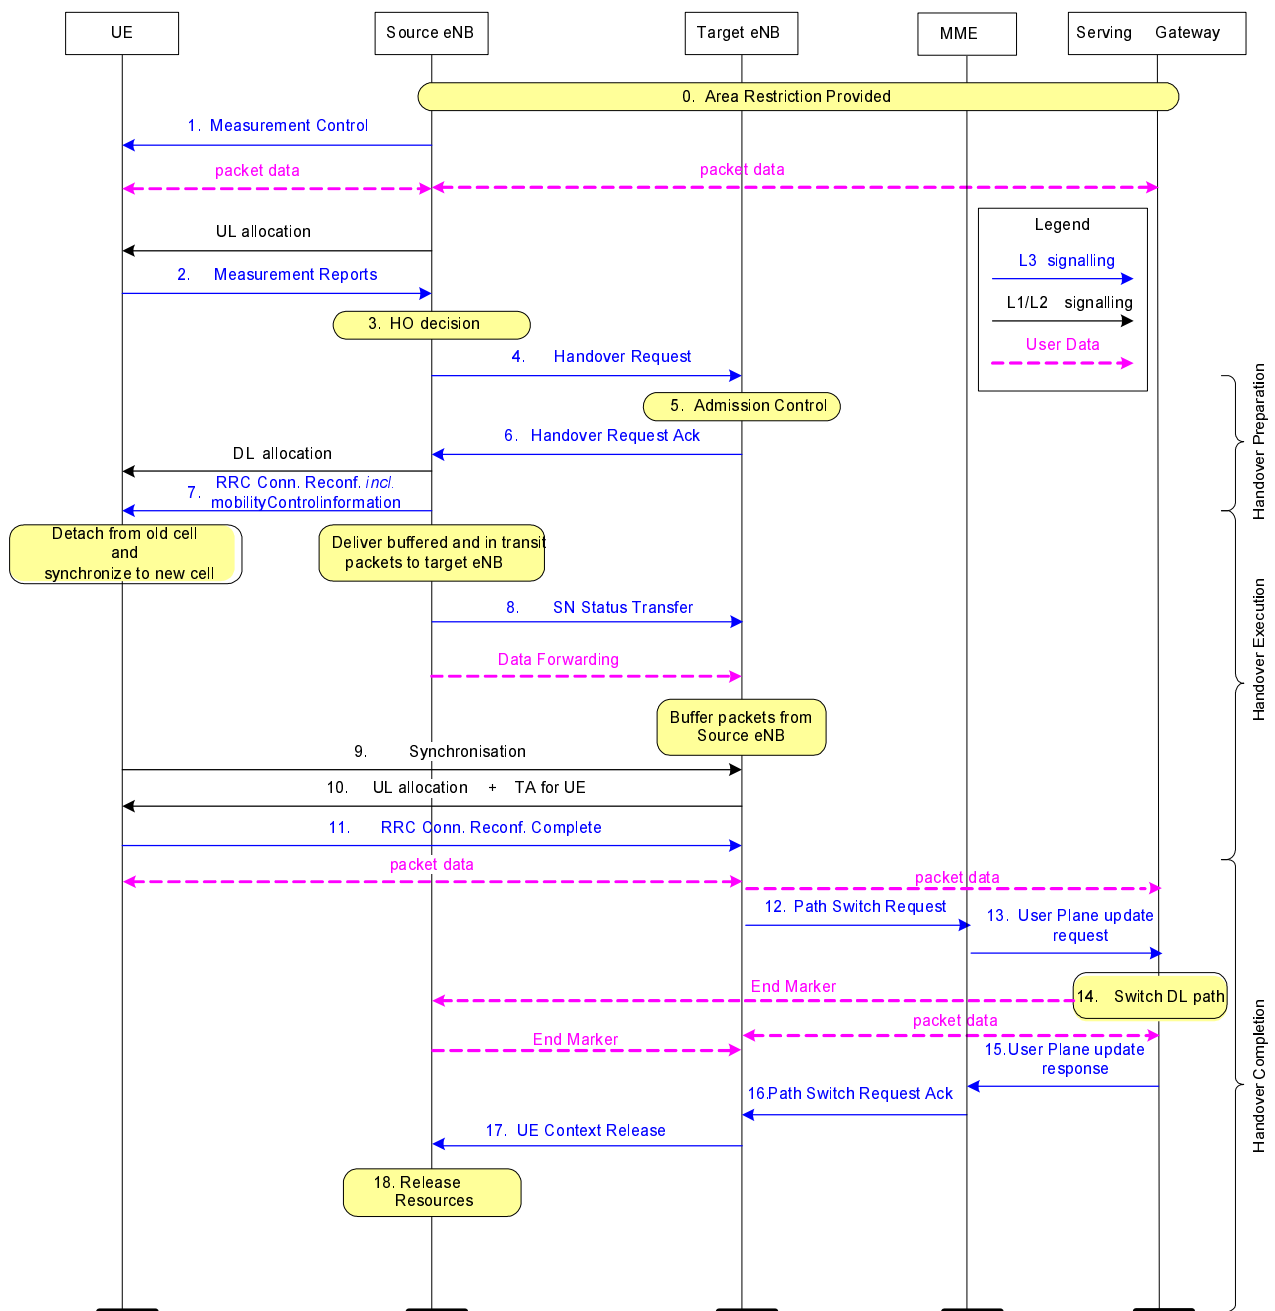 UE
Source eNB
Target eNB
MME
Serving Gateway
0. Area Restriction Provided
1. Measurement Control
packet data
packet data
UL allocation
Legend
L3 signalling
L1/L2 signalling
User Data
2. Measurement Reports
3. HO decision
4. Handover Request
5. Admission Control
6. Handover Request Ack
DL allocation
7. RRC Conn. Reconf. incl.
mobilityControlinformation
Handover Preparation
Detach from old cell
and
synchronize to new cell
Deliver buffered and in transit
packets to target eNB
8. SN Status Transfer
Data Forwarding
Buffer packets from
Source eNB
9. Synchronisation
10. UL allocation + TA for UE
11. RRC Conn. Reconf. Complete
Handover Execution
packet data
packet data
12. Path Switch Request
13. User Plane update
request
End Marker
14. Switch DL path
packet data
End Marker
15.User Plane update
response
16.Path Switch Request Ack
17. UE Context Release
18. Release
Resources
Handover Completion